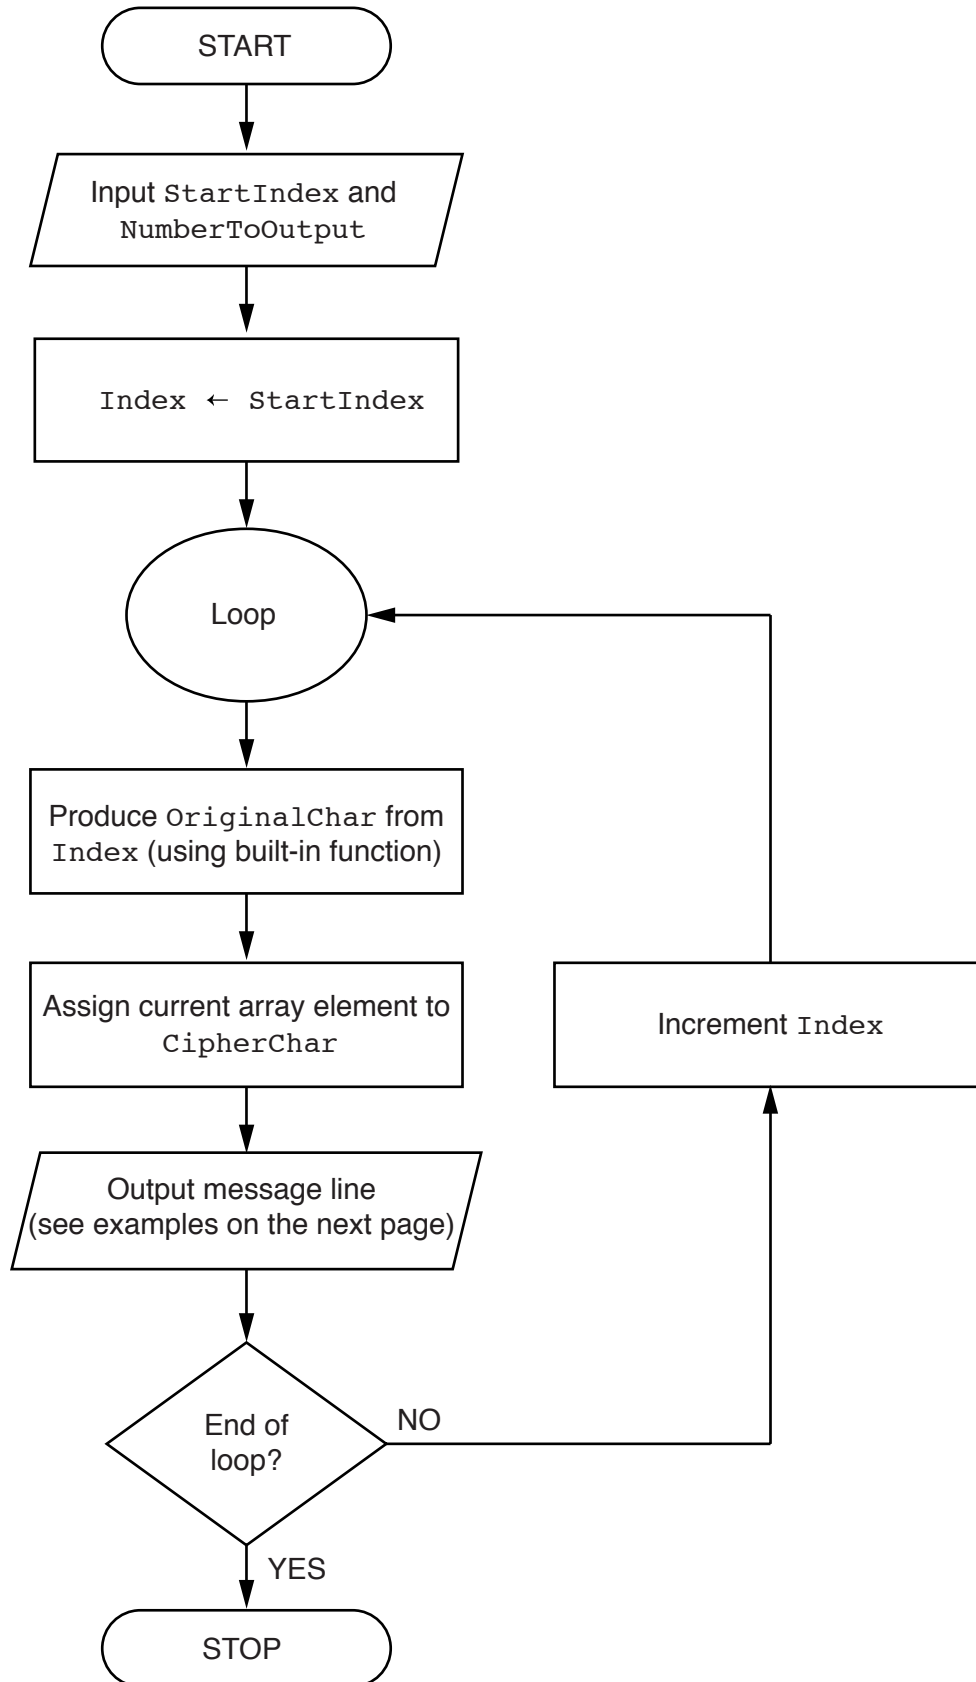 START
Input StartIndex and
NumberToOutput
Index ← StartIndex
Loop
Produce OriginalChar from
Index (using built-in function)
Assign current array element to
CipherChar
Increment Index
Output message line
(see examples on the next page)
End of
loop?
NO
YES
STOP